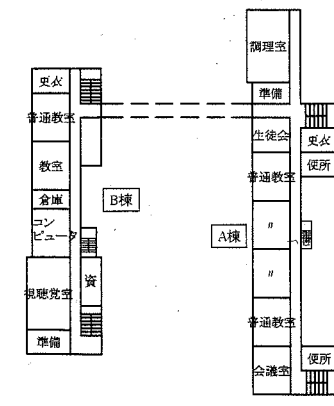 調理室
準備
更衣
普通教室
生徒会
更衣
便所
教室
普通教室
倉庫
B棟
コン
ピュータ
A棟
〃
視聴覚室
資
〃
普通教室
準備
会議室
便所